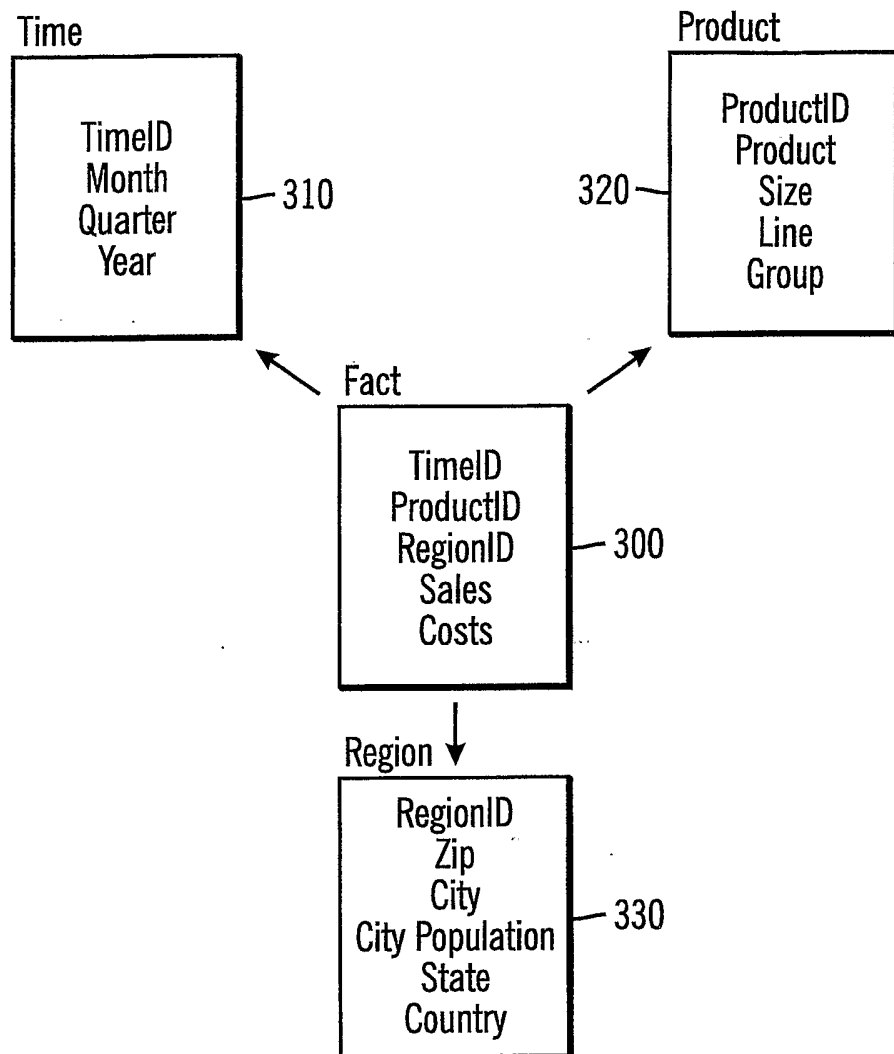 Time
TimeID
Month
Quarter
Year
310
Product
ProductID
Product
Size
Line
Group
320
Fact
TimeID
ProductID
RegionID
Sales
Costs
300
Region
RegionID
Zip
City
City Population
State
Country
330